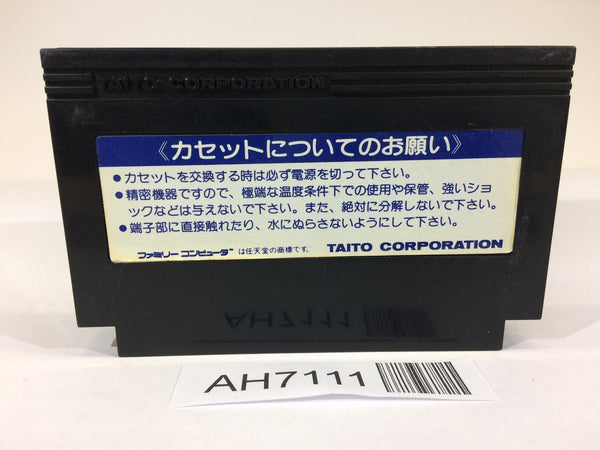 TAITO CORPORATION
《カセットについてのお願い》
●カセットを交換する時は必ず電源を切って下さい。
●精密機器ですので、極端な温度条件下での使用や保管、強いショ
ックなどは与えないで下さい。また、絶対に分解しないで下さい。
●端子部に直接触れたり、水にぬらさないようにして下さい。
ファミリーコンピュータ™は任天堂の商標です。 TAITO CORPORATION
AH7111
AH7111